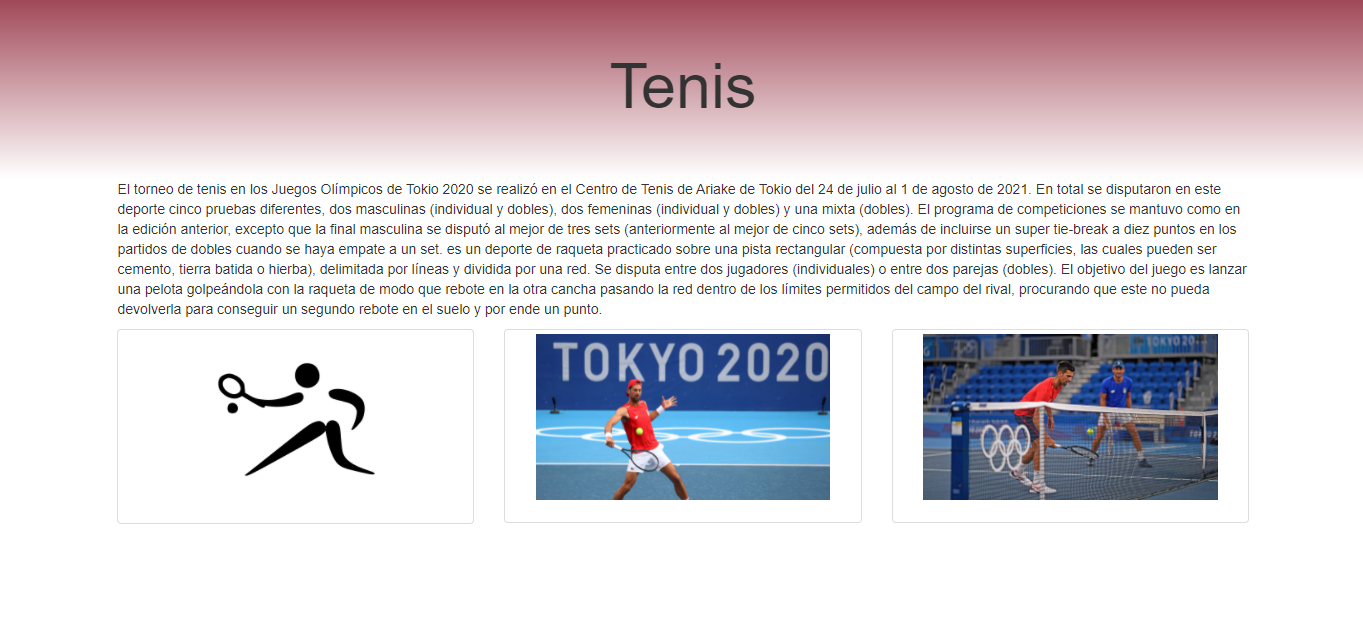 Tenis
El torneo de tenis en los Juegos Olímpicos de Tokio 2020 se realizó en el Centro de Tenis de Ariake de Tokio del 24 de julio al 1 de agosto de 2021. En total se disputaron en este
deporte cinco pruebas diferentes, dos masculinas (individual y dobles), dos femeninas (individual y dobles) y una mixta (dobles). El programa de competiciones se mantuvo como en
la edición anterior, excepto que la final masculina se disputó al mejor de tres sets (anteriormente al mejor de cinco sets), además de incluirse un super tie-break a diez puntos en los
partidos de dobles cuando se haya empate a un set. es un deporte de raqueta practicado sobre una pista rectangular (compuesta por distintas superficies, las cuales pueden ser
cemento, tierra batida o hierba), delimitada por líneas y dividida por una red. Se disputa entre dos jugadores (individuales) o entre dos parejas (dobles). El objetivo del juego es lanzar
una pelota golpeándola con la raqueta de modo que rebote en la otra cancha pasando la red dentro de los límites permitidos del campo del rival, procurando que este no pueda
devolverla para conseguir un segundo rebote en el suelo y por ende un punto.
TOKYO 2020
TOKYO 20